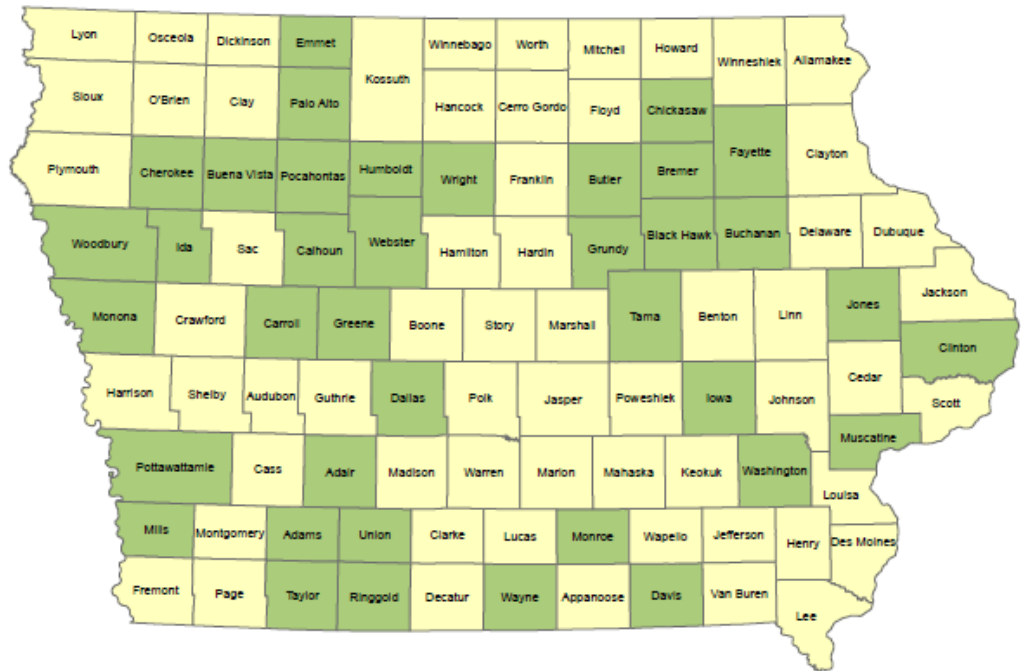 Lyon
Osceola
Dickinson
Emmet
Kossuth
Winnebago
Worth
Mitchell
Howard
Winneshiek
Allamakee
Sioux
O'Brien
Clay
Palo Alto
Hancock
Cerro Gordo
Floyd
Chickasaw
Fayette
Clayton
Plymouth
Cherokee
Buena Vista
Pocahontas
Humboldt
Wright
Franklin
Butler
Bremer
Woodbury
Ida
Sac
Calhoun
Webster
Hamilton
Hardin
Grundy
Black Hawk
Buchanan
Delaware
Dubuque
Monona
Crawford
Carroll
Greene
Boone
Story
Marshall
Tama
Benton
Linn
Jones
Jackson
Clinton
Harrison
Shelby
Audubon
Guthrie
Dallas
Polk
Jasper
Poweshiek
Iowa
Johnson
Cedar
Scott
Muscatine
Pottawattamie
Cass
Adair
Madison
Warren
Marion
Mahaska
Keokuk
Washington
Louisa
Mills
Montgomery
Adams
Union
Clarke
Lucas
Monroe
Wapello
Jefferson
Henry
Des Moines
Fremont
Page
Taylor
Ringgold
Decatur
Wayne
Appanoose
Davis
Van Buren
Lee